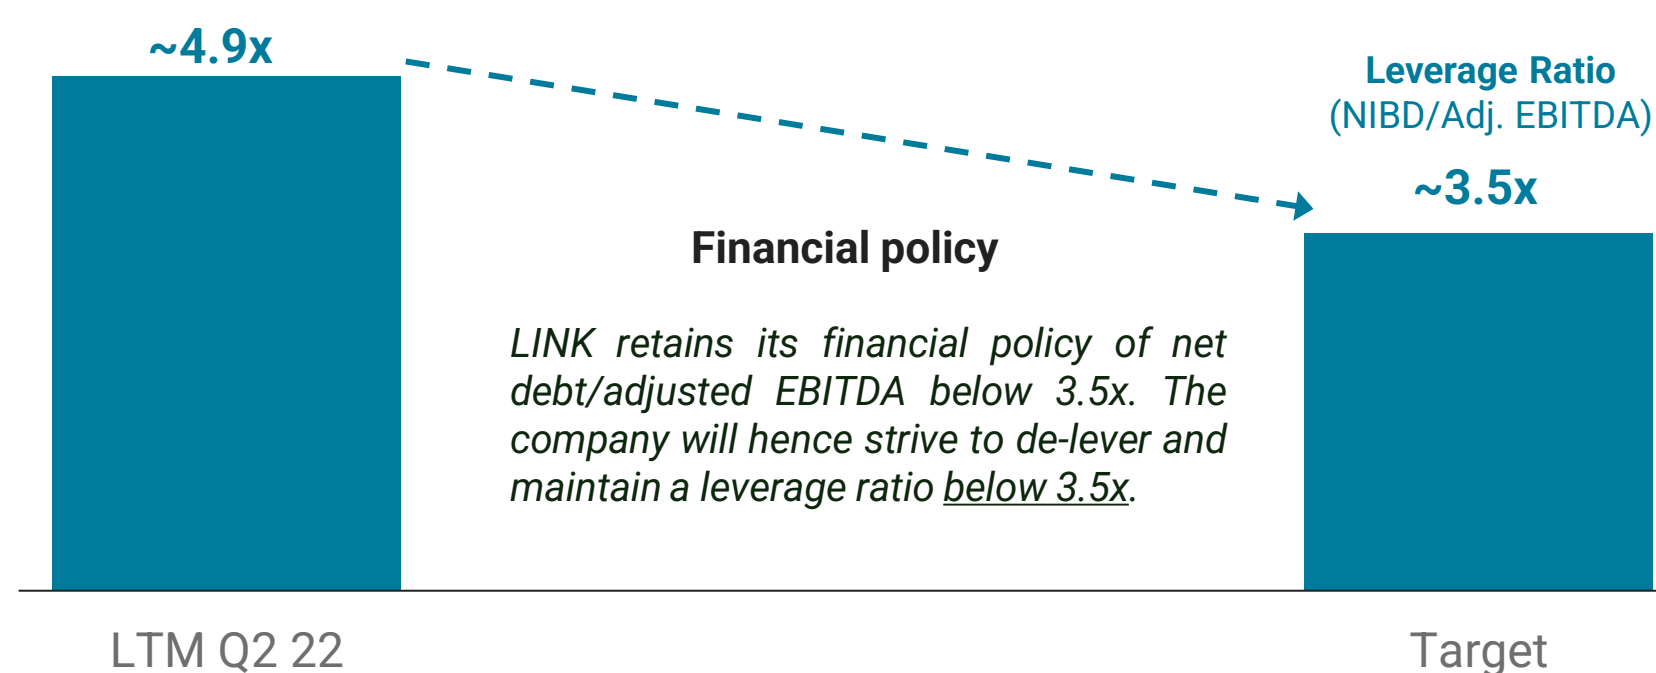 ~4.9x
Leverage Ratio
(NIBD/Adj. EBITDA)
~3.5x
Financial policy
LINK retains its financial policy of net
debt/adjusted EBITDA below 3.5x. The
company will hence strive to de-lever and
maintain a leverage ratio below 3.5x.
LTM Q2 22
Target